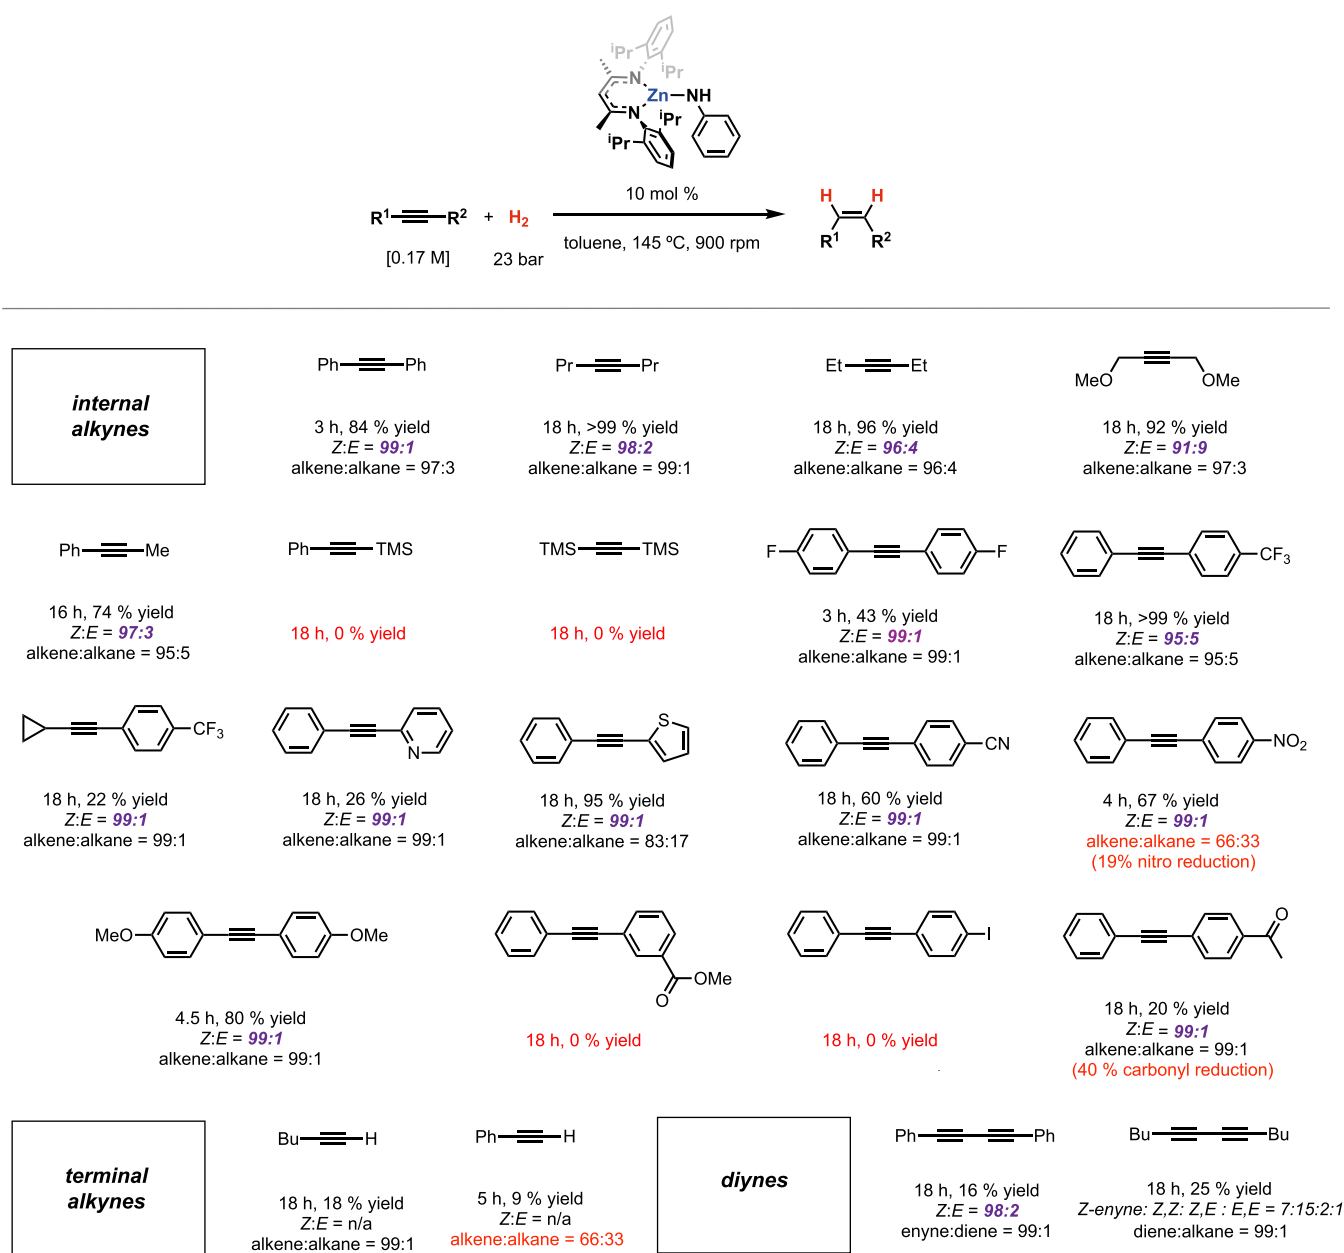 iPr
iPr
N
Zn
NH
N
iPr
iPr
10 mol %
R1
R2
+
H2
toluene, 145 ºC, 900 rpm
[0.17 M]
23 bar
H
H
R1
R2
internal
alkynes
Ph
Ph
3 h, 84 % yield
Z:E = 99:1
alkene:alkane = 97:3
Pr
Pr
18 h, >99 % yield
Z:E = 98:2
alkene:alkane = 99:1
Et
Et
18 h, 96 % yield
Z:E = 96:4
alkene:alkane = 96:4
MeO
OMe
18 h, 92 % yield
Z:E = 91:9
alkene:alkane = 97:3
Ph
Me
16 h, 74 % yield
Z:E = 97:3
alkene:alkane = 95:5
Ph
TMS
18 h, 0 % yield
TMS
TMS
18 h, 0 % yield
F
F
3 h, 43 % yield
Z:E = 99:1
alkene:alkane = 99:1
CF3
18 h, >99 % yield
Z:E = 95:5
alkene:alkane = 95:5
CF3
18 h, 22 % yield
Z:E = 99:1
alkene:alkane = 99:1
N
18 h, 26 % yield
Z:E = 99:1
alkene:alkane = 99:1
S
18 h, 95 % yield
Z:E = 99:1
alkene:alkane = 83:17
CN
18 h, 60 % yield
Z:E = 99:1
alkene:alkane = 99:1
NO2
4 h, 67 % yield
Z:E = 99:1
alkene:alkane = 66:33
(19% nitro reduction)
MeO
OMe
4.5 h, 80 % yield
Z:E = 99:1
alkene:alkane = 99:1
OMe
O
18 h, 0 % yield
I
18 h, 0 % yield
O
18 h, 20 % yield
Z:E = 99:1
alkene:alkane = 99:1
(40 % carbonyl reduction)
terminal
alkynes
Bu
H
18 h, 18 % yield
Z:E = n/a
alkene:alkane = 99:1
Ph
H
5 h, 9 % yield
Z:E = n/a
alkene:alkane = 66:33
diynes
Ph
Ph
18 h, 16 % yield
Z:E = 98:2
enyne:diene = 99:1
Bu
Bu
18 h, 25 % yield
Z-enyne: Z,Z: Z,E : E,E = 7:15:2:1
diene:alkane = 99:1